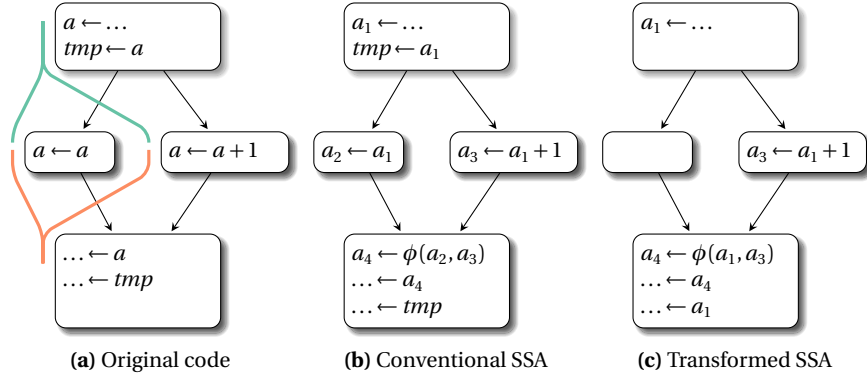 a ← …
tmp ← a
a ← a
a ← a + 1
… ← a
… ← tmp
(a) Original code
a₁ ← …
tmp ← a₁
a₂ ← a₁
a₃ ← a₁ + 1
a₄ ← ϕ(a₂, a₃)
… ← a₄
… ← tmp
(b) Conventional SSA
a₁ ← …
a₃ ← a₁ + 1
a₄ ← ϕ(a₁, a₃)
… ← a₄
… ← a₁
(c) Transformed SSA